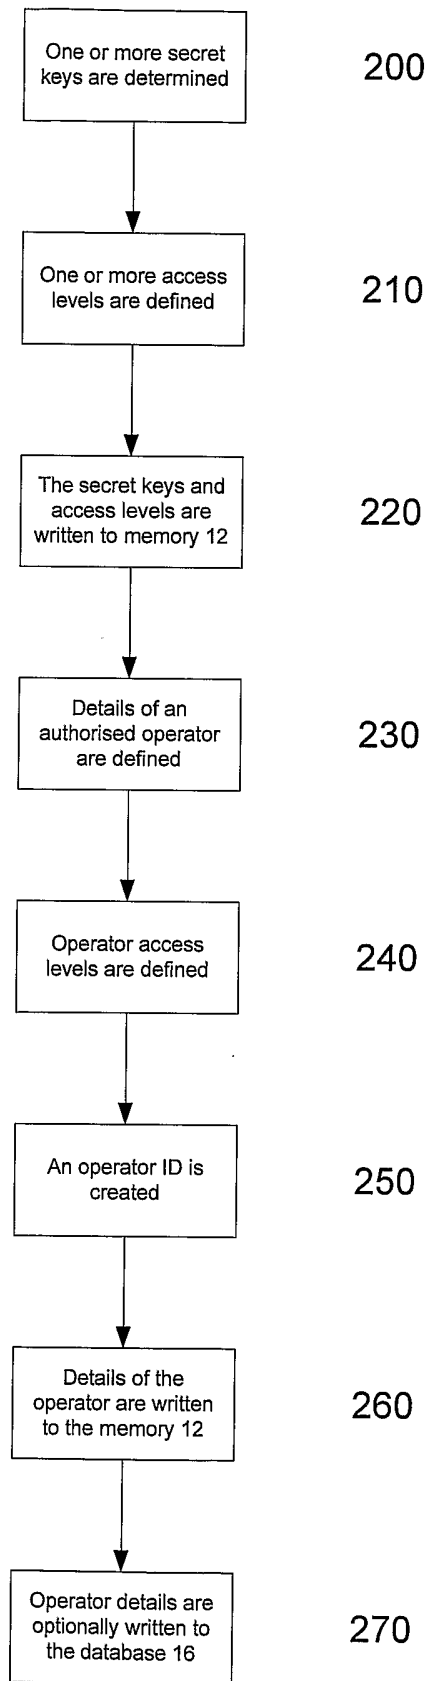 One or more secret
keys are determined
200
One or more access
levels are defined
210
The secret keys and
access levels are
written to memory 12
220
Details of an
authorised operator
are defined
230
Operator access
levels are defined
240
An operator ID is
created
250
Details of the
operator are written
to the memory 12
260
Operator details are
optionally written to
the database 16
270